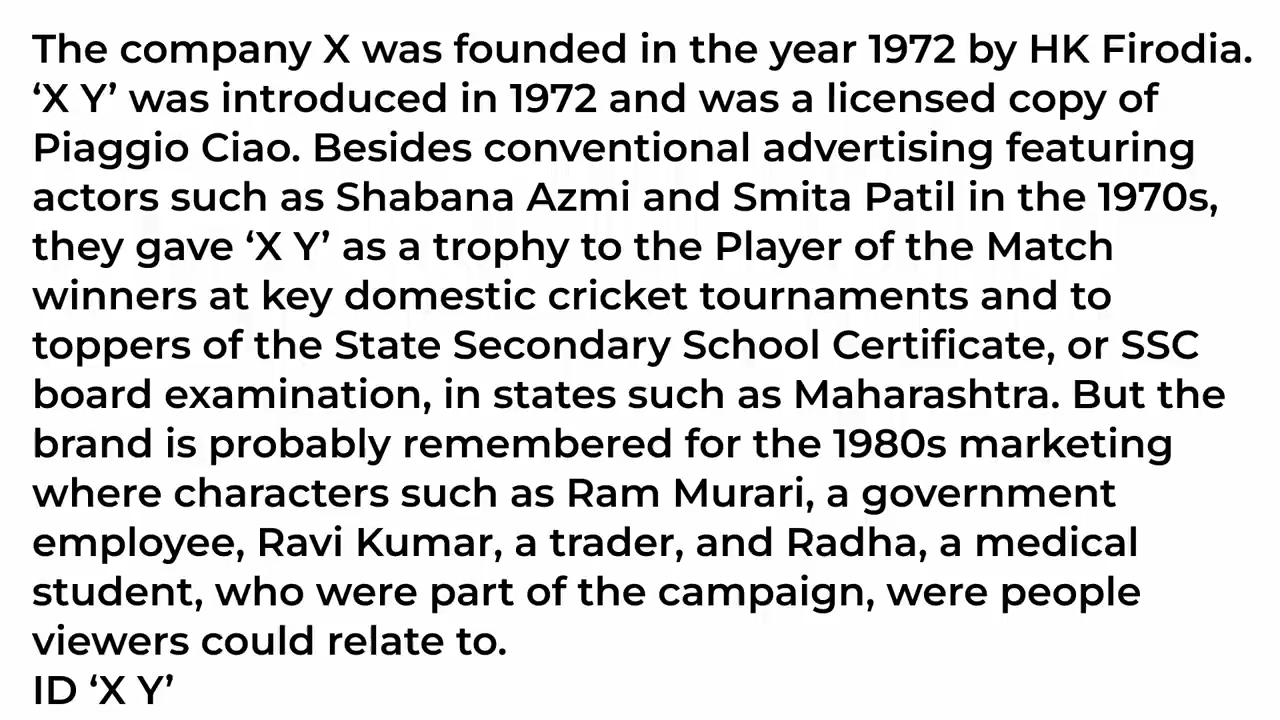 The company X was founded in the year 1972 by HK Firodia.
‘X Y’ was introduced in 1972 and was a licensed copy of
Piaggio Ciao. Besides conventional advertising featuring
actors such as Shabana Azmi and Smita Patil in the 1970s,
they gave ‘X Y’ as a trophy to the Player of the Match
winners at key domestic cricket tournaments and to
toppers of the State Secondary School Certificate, or SSC
board examination, in states such as Maharashtra. But the
brand is probably remembered for the 1980s marketing
where characters such as Ram Murari, a government
employee, Ravi Kumar, a trader, and Radha, a medical
student, who were part of the campaign, were people
viewers could relate to.
ID ‘X Y’